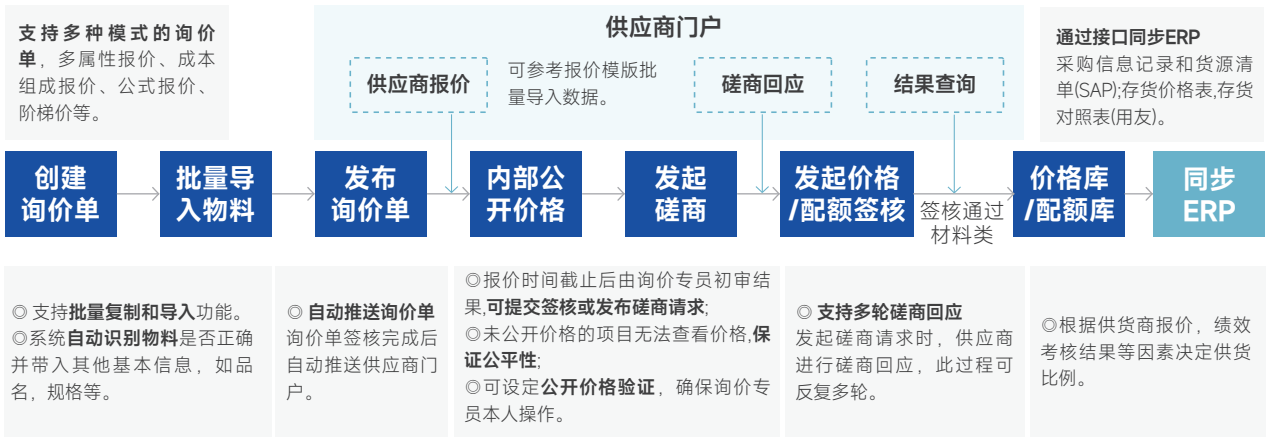 支持多种模式的询价
单，多属性报价、成本
组成报价、公式报价、
阶梯价等。
供应商门户
供应商报价
可参考报价模版批
量导入数据。
磋商回应
结果查询
通过接口同步ERP
采购信息记录和货源清
单(SAP);存货价格表,存货
对照表(用友)。
创建
询价单
批量导
入物料
发布
询价单
内部公
开价格
发起
磋商
发起价格
/配额签核
签核通过
材料类
价格库
/配额库
同步
ERP
◎ 支持批量复制和导入功能。
◎系统自动识别物料是否正确
并带入其他基本信息，如品
名，规格等。
◎ 自动推送询价单
询价单签核完成后
自动推送供应商门
户。
◎报价时间截止后由询价专员初审结
果,可提交签核或发布磋商请求;
◎未公开价格的项目无法查看价格,保
证公平性;
◎可设定公开价格验证，确保询价专
员本人操作。
◎ 支持多轮磋商回应
发起磋商请求时，供应商
进行磋商回应，此过程可
反复多轮。
◎根据供货商报价，绩效
考核结果等因素决定供货
比例。